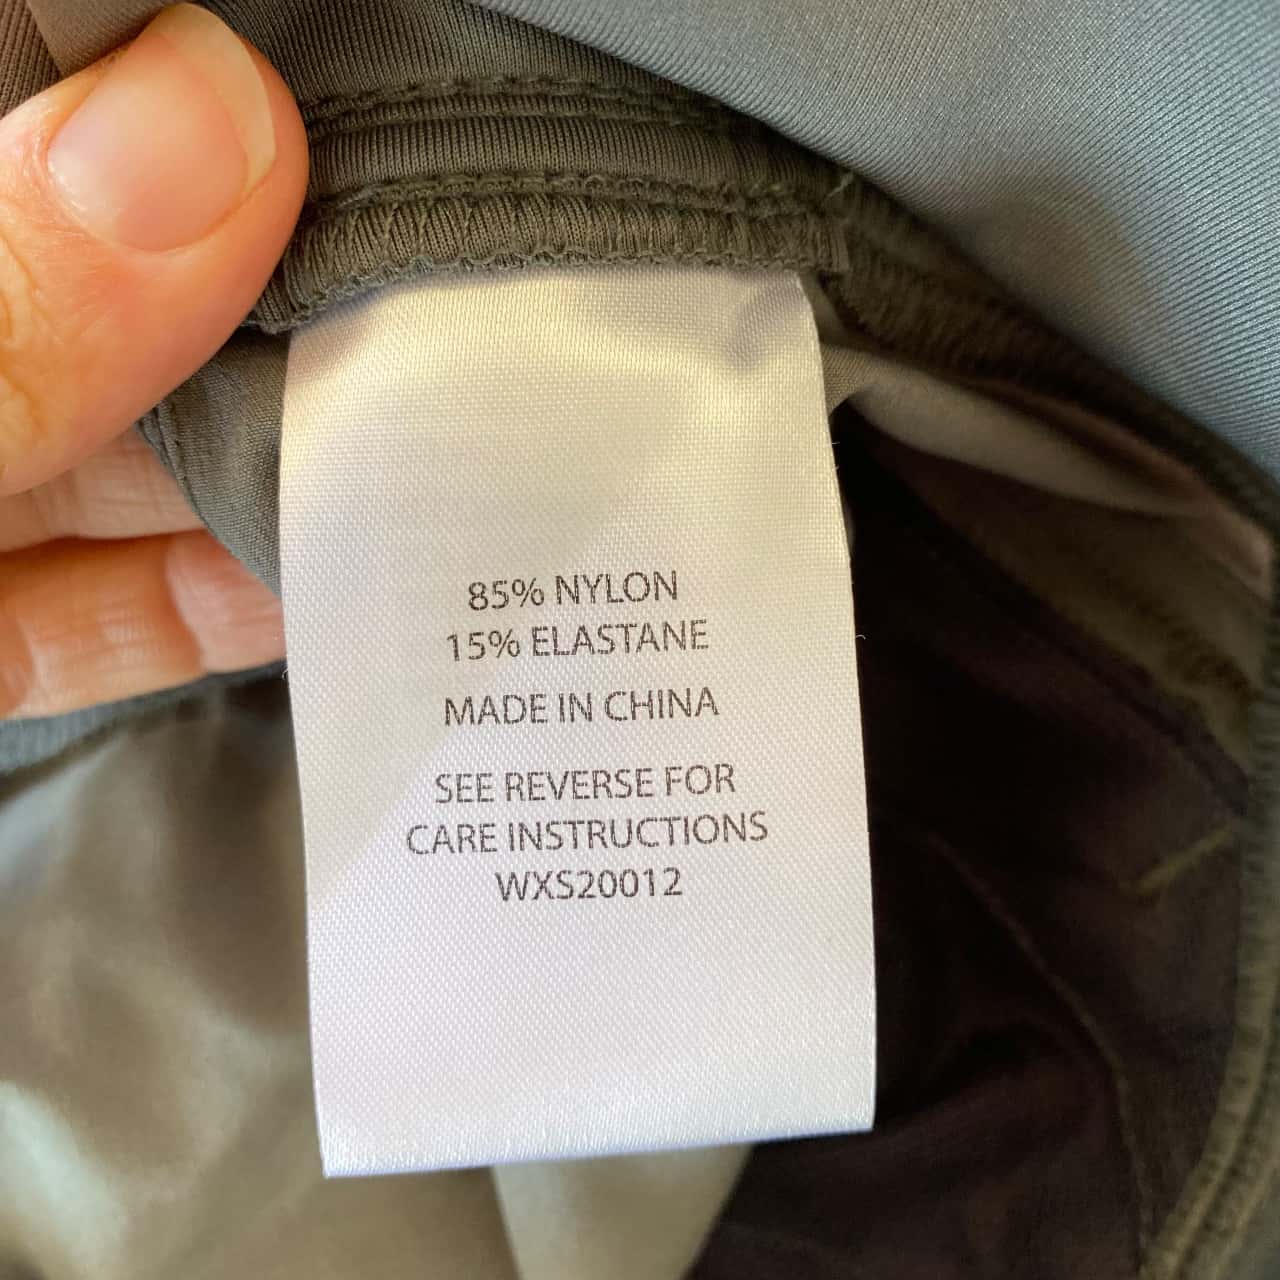 85% NYLON
15% ELASTANE
MADE IN CHINA
SEE REVERSE FOR
CARE INSTRUCTIONS
WXS20012